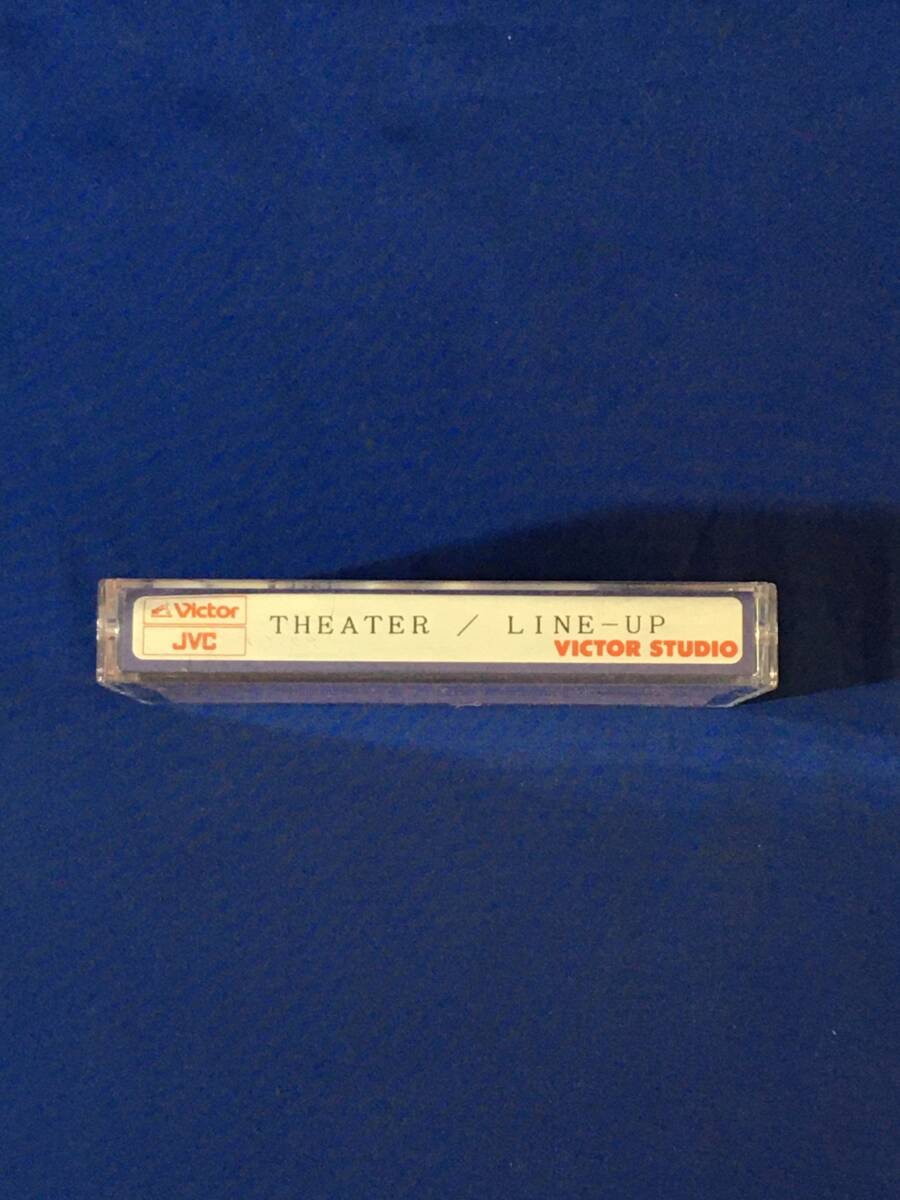 Victor
JVC
THEATER / LINE-UP
VICTOR STUDIO